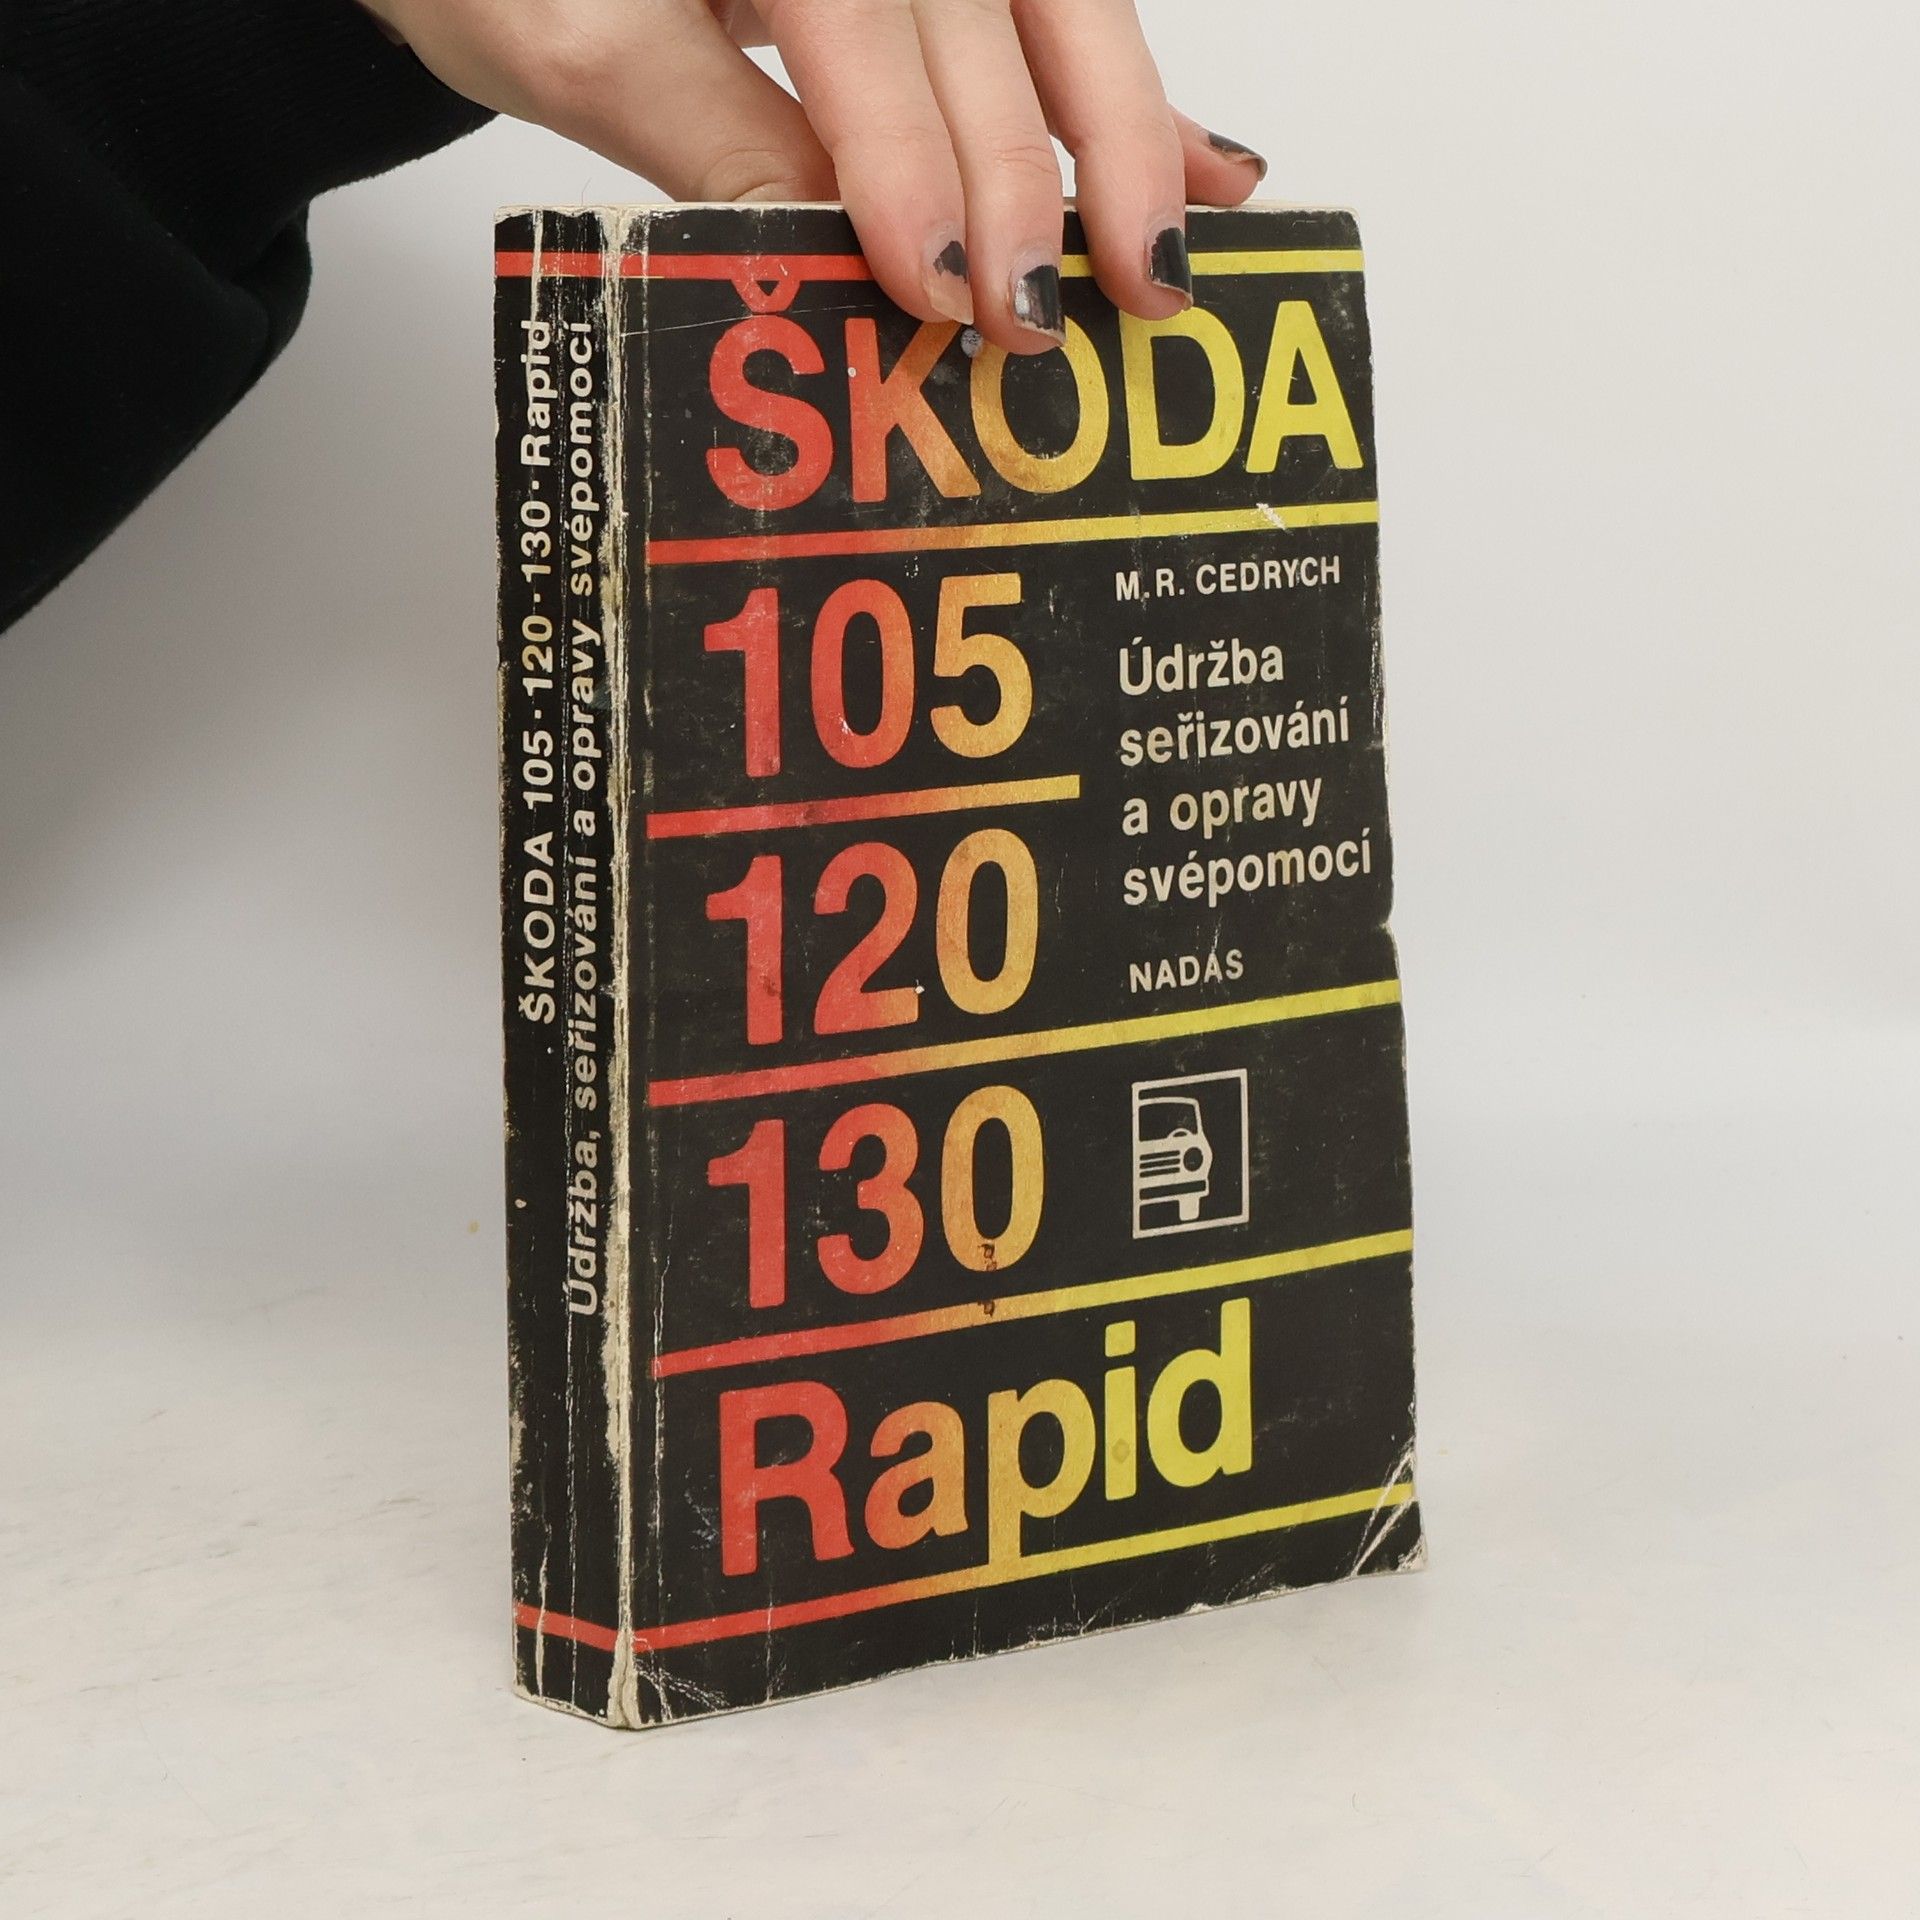 ŠKODA 105 · 120 · 130 · Rapid
Údržba, seřizování a opravy svépomocí
ŠKODA
105
M. R. CEDRYCH
Údržba
seřizování
a opravy
svépomocí
120
NADAS
130
Rapid